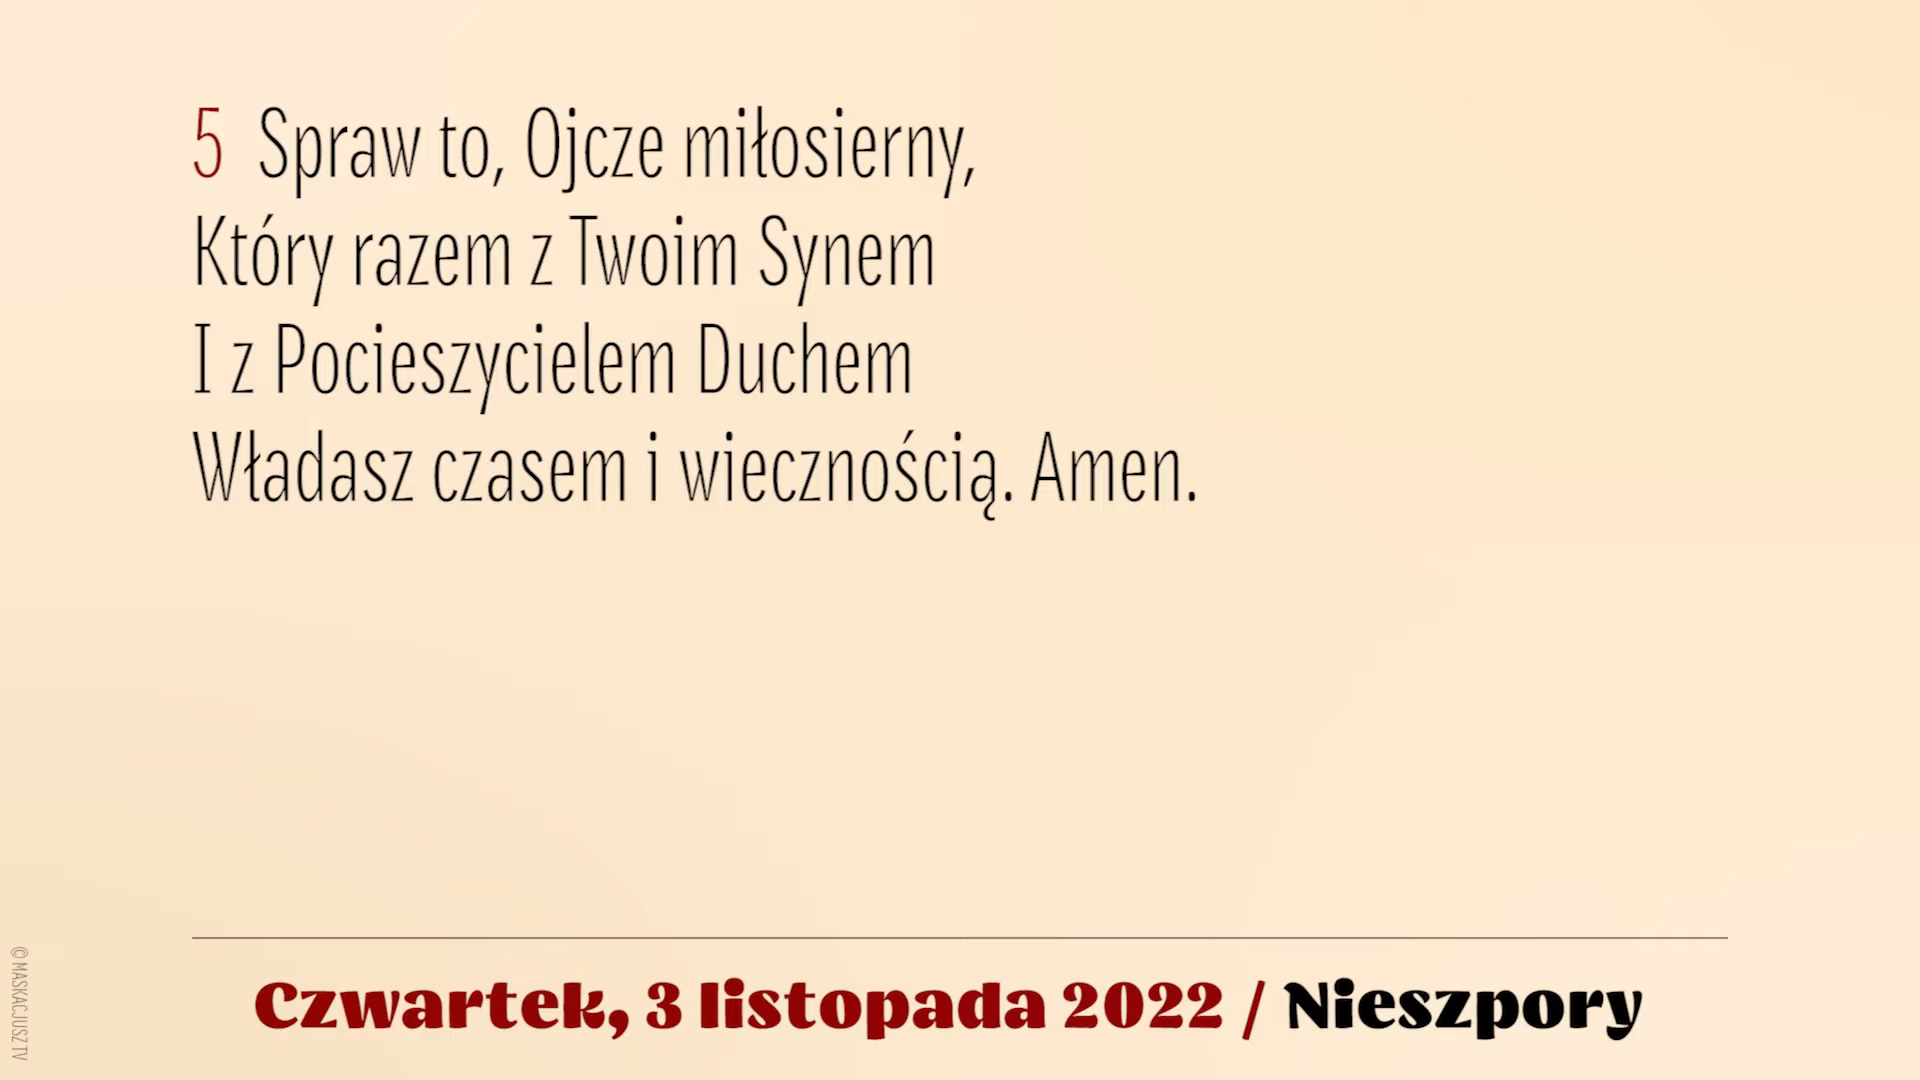 5 Spraw to, Ojcze miłosierny,
Który razem z Twoim Synem
I z Pocieszycielem Duchem
Władasz czasem i wiecznością. Amen.
Czwartek, 3 listopada 2022 / Nieszpory
© MASKACJUSZ TV